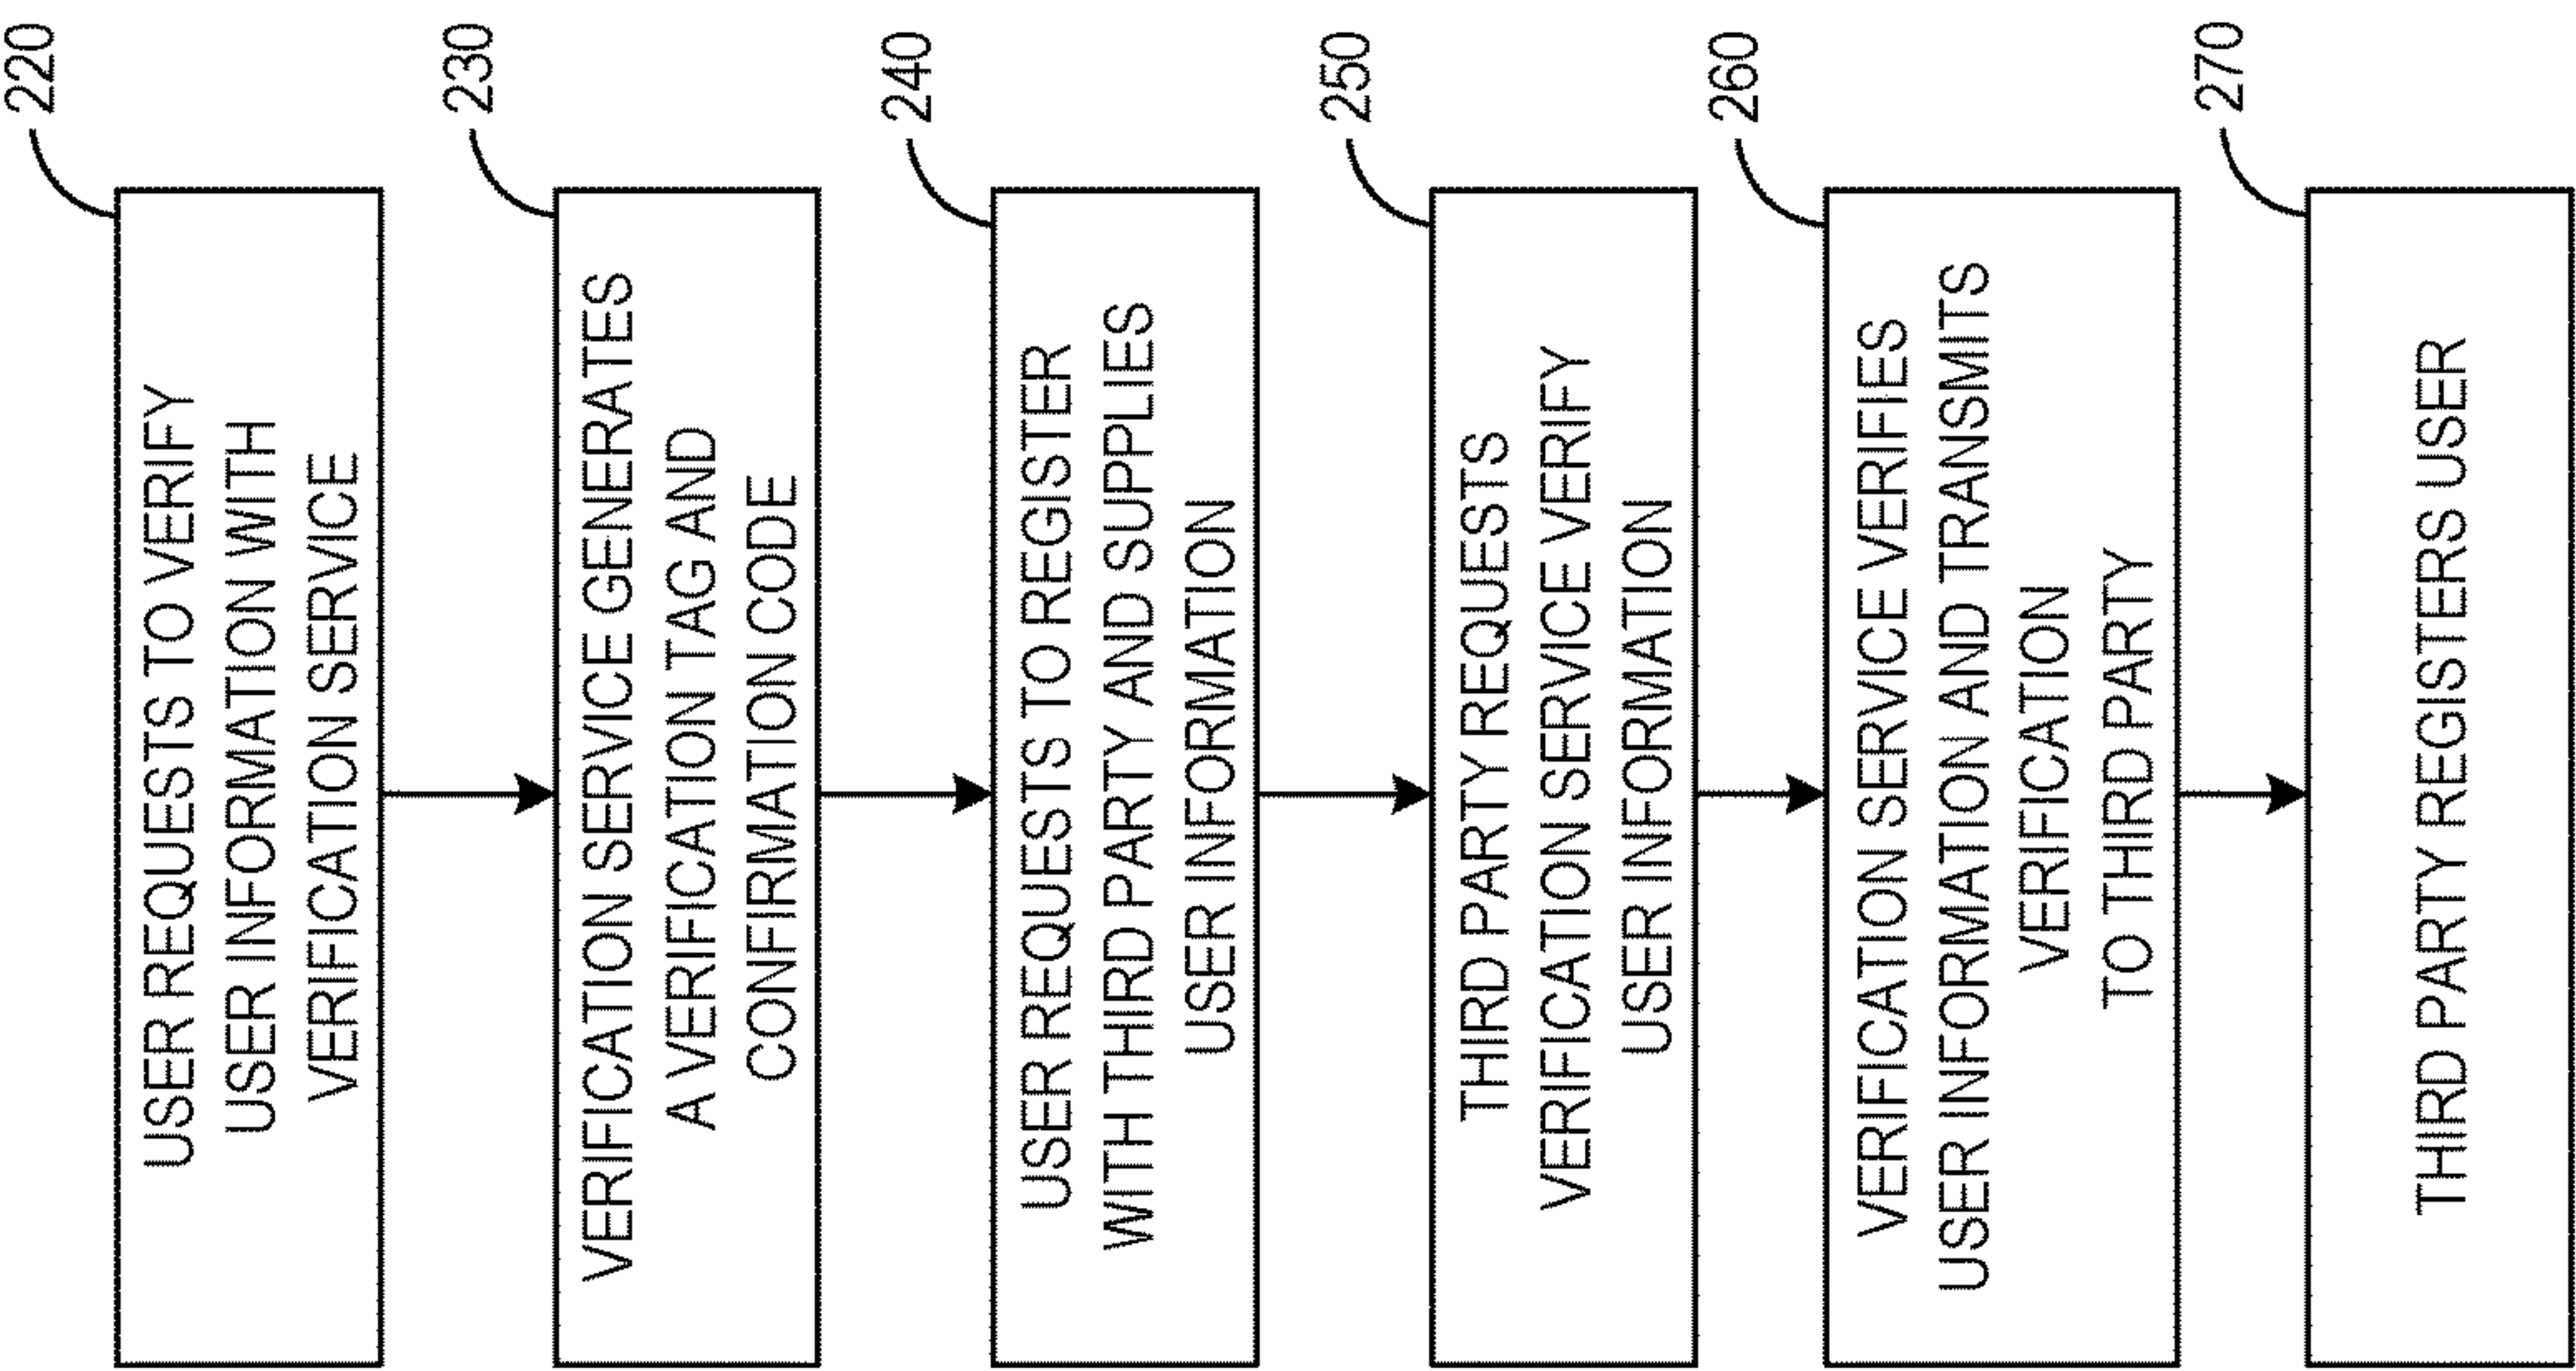 220
USER REQUESTS TO VERIFY
USER INFORMATION WITH
VERIFICATION SERVICE
230
VERIFICATION SERVICE GENERATES
A VERIFICATION TAG AND
CONFIRMATION CODE
240
USER REQUESTS TO REGISTER
WITH THIRD PARTY AND SUPPLIES
USER INFORMATION
250
THIRD PARTY REQUESTS
VERIFICATION SERVICE VERIFY
USER INFORMATION
260
VERIFICATION SERVICE VERIFIES
USER INFORMATION AND TRANSMITS
VERIFICATION
TO THIRD PARTY
270
THIRD PARTY REGISTERS USER